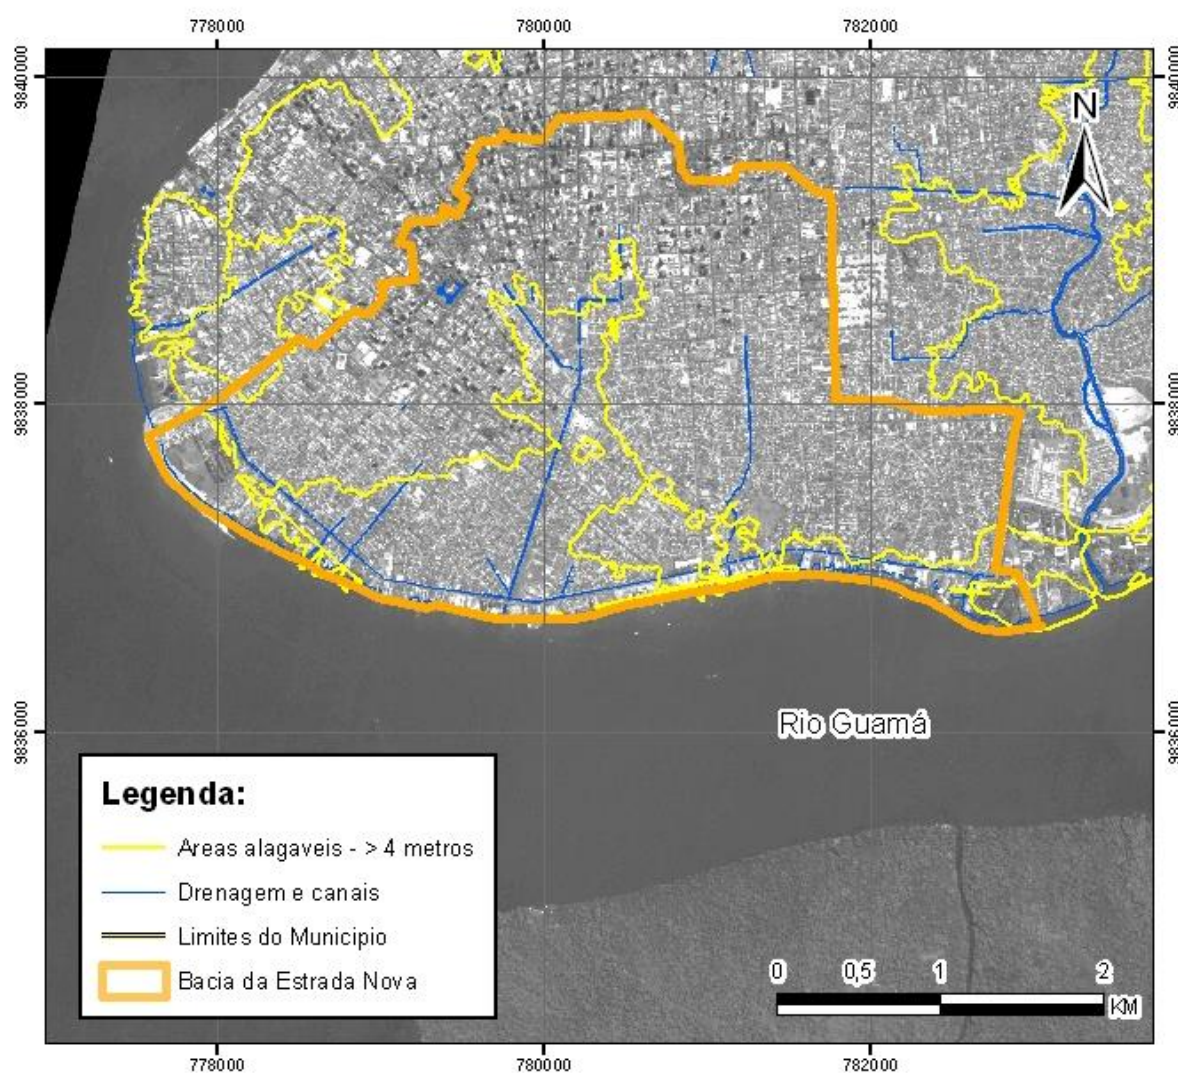 778000 780000 782000
9840000 9840000
N
9838000 9838000
Rio Guamá
9836000 9836000
Legenda:
Areas alagaveis - > 4 metros
Drenagem e canais
Limites do Municipio
Bacia da Estrada Nova
0 0,5 1 2
KM
778000 780000 782000